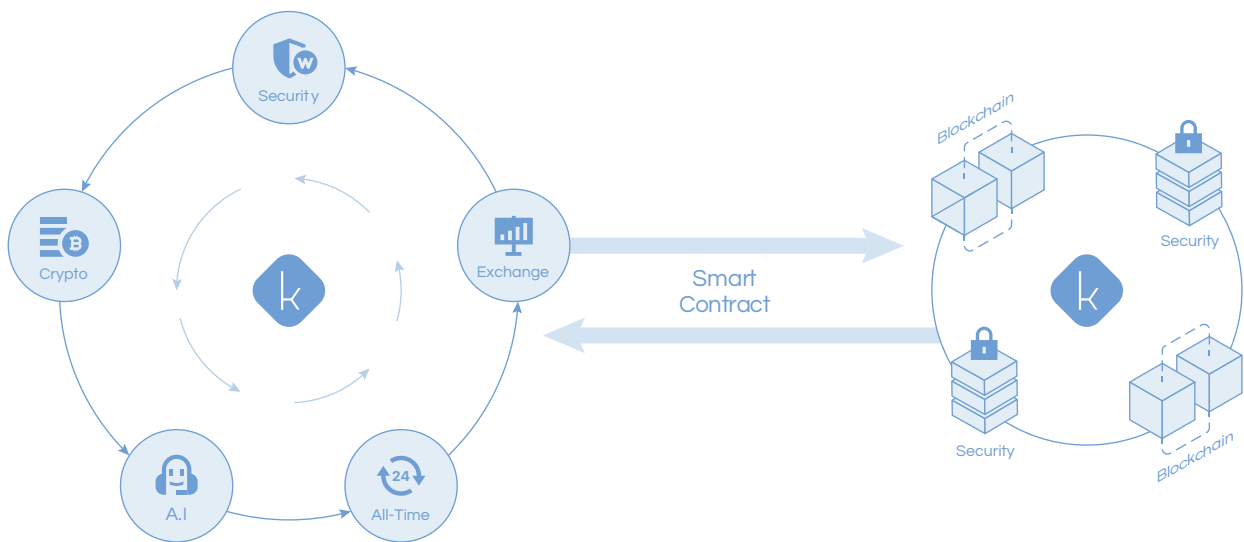 W
Security
Crypto
k
Exchange
A.I
24
All-Time
Smart
Contract
Blockchain
Security
k
Security
Blockchain